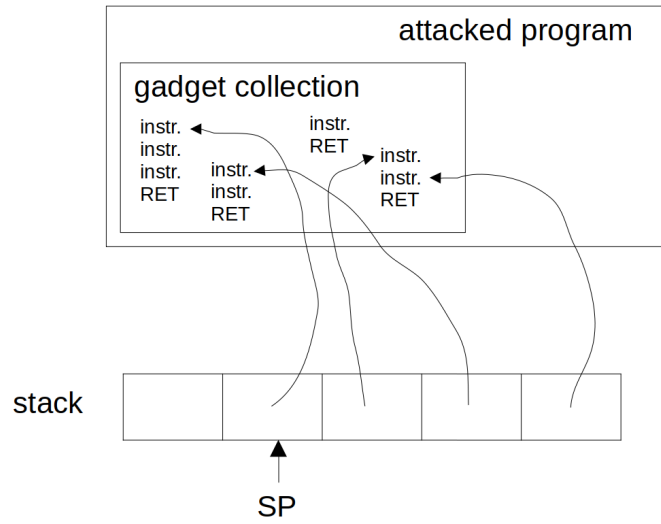 attacked program
gadget collection
instr.
instr.
instr.
RET
instr.
instr.
RET
instr.
RET
instr.
instr.
RET
stack
SP